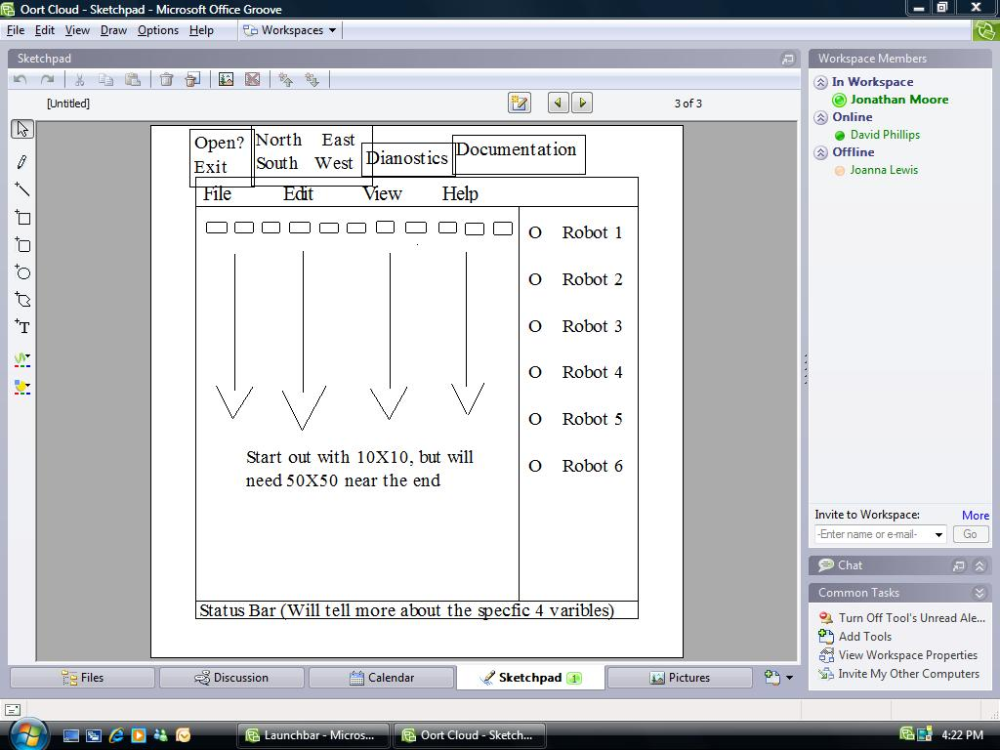 Oort Cloud - Sketchpad - Microsoft Office Groove
File Edit View Draw Options Help Workspaces
Sketchpad
[Untitled]
3 of 3
Open?
Exit
North East
South West
Dianostics
Documentation
File Edit View Help
O Robot 1
O Robot 2
O Robot 3
O Robot 4
O Robot 5
O Robot 6
Start out with 10X10, but will
need 50X50 near the end
Status Bar (Will tell more about the specfic 4 varibles)
Workspace Members
In Workspace
Jonathan Moore
Online
David Phillips
Offline
Joanna Lewis
Invite to Workspace: More
-Enter name or e-mail- Go
Chat
Common Tasks
Turn Off Tool's Unread Ale...
Add Tools
View Workspace Properties
Invite My Other Computers
Files Discussion Calendar Sketchpad 1 Pictures
Launchbar - Micros... Oort Cloud - Sketch... 4:22 PM